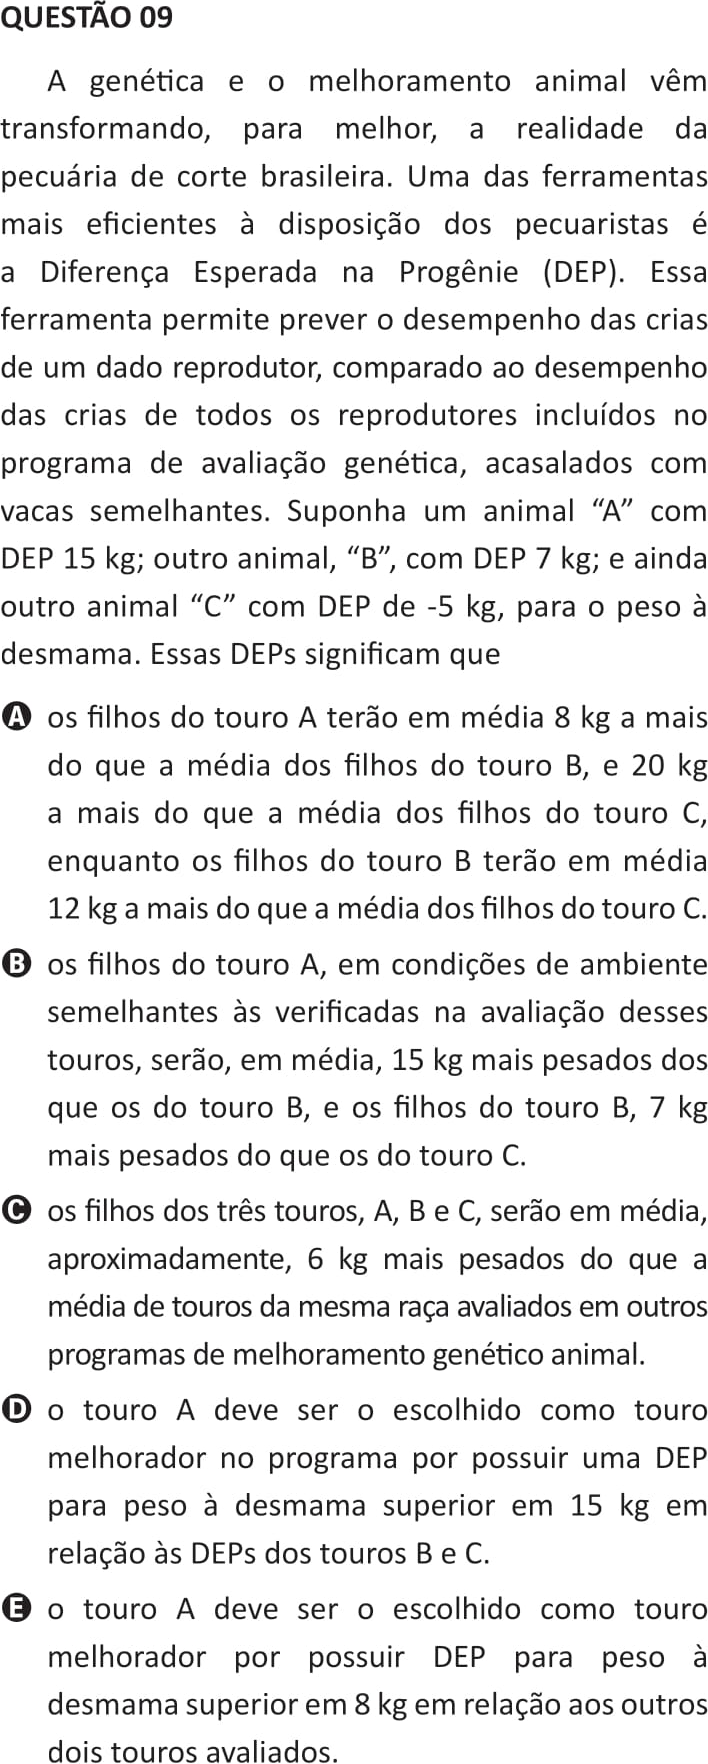 QUESTÃO 09
A genética e o melhoramento animal vêm
transformando, para melhor, a realidade da
pecuária de corte brasileira. Uma das ferramentas
mais eficientes à disposição dos pecuaristas é
a Diferença Esperada na Progênie (DEP). Essa
ferramenta permite prever o desempenho das crias
de um dado reprodutor, comparado ao desempenho
das crias de todos os reprodutores incluídos no
programa de avaliação genética, acasalados com
vacas semelhantes. Suponha um animal “A” com
DEP 15 kg; outro animal, “B”, com DEP 7 kg; e ainda
outro animal “C” com DEP de -5 kg, para o peso à
desmama. Essas DEPs significam que
A os filhos do touro A terão em média 8 kg a mais
do que a média dos filhos do touro B, e 20 kg
a mais do que a média dos filhos do touro C,
enquanto os filhos do touro B terão em média
12 kg a mais do que a média dos filhos do touro C.
B os filhos do touro A, em condições de ambiente
semelhantes às verificadas na avaliação desses
touros, serão, em média, 15 kg mais pesados dos
que os do touro B, e os filhos do touro B, 7 kg
mais pesados do que os do touro C.
C os filhos dos três touros, A, B e C, serão em média,
aproximadamente, 6 kg mais pesados do que a
média de touros da mesma raça avaliados em outros
programas de melhoramento genético animal.
D o touro A deve ser o escolhido como touro
melhorador no programa por possuir uma DEP
para peso à desmama superior em 15 kg em
relação às DEPs dos touros B e C.
E o touro A deve ser o escolhido como touro
melhorador por possuir DEP para peso à
desmama superior em 8 kg em relação aos outros
dois touros avaliados.